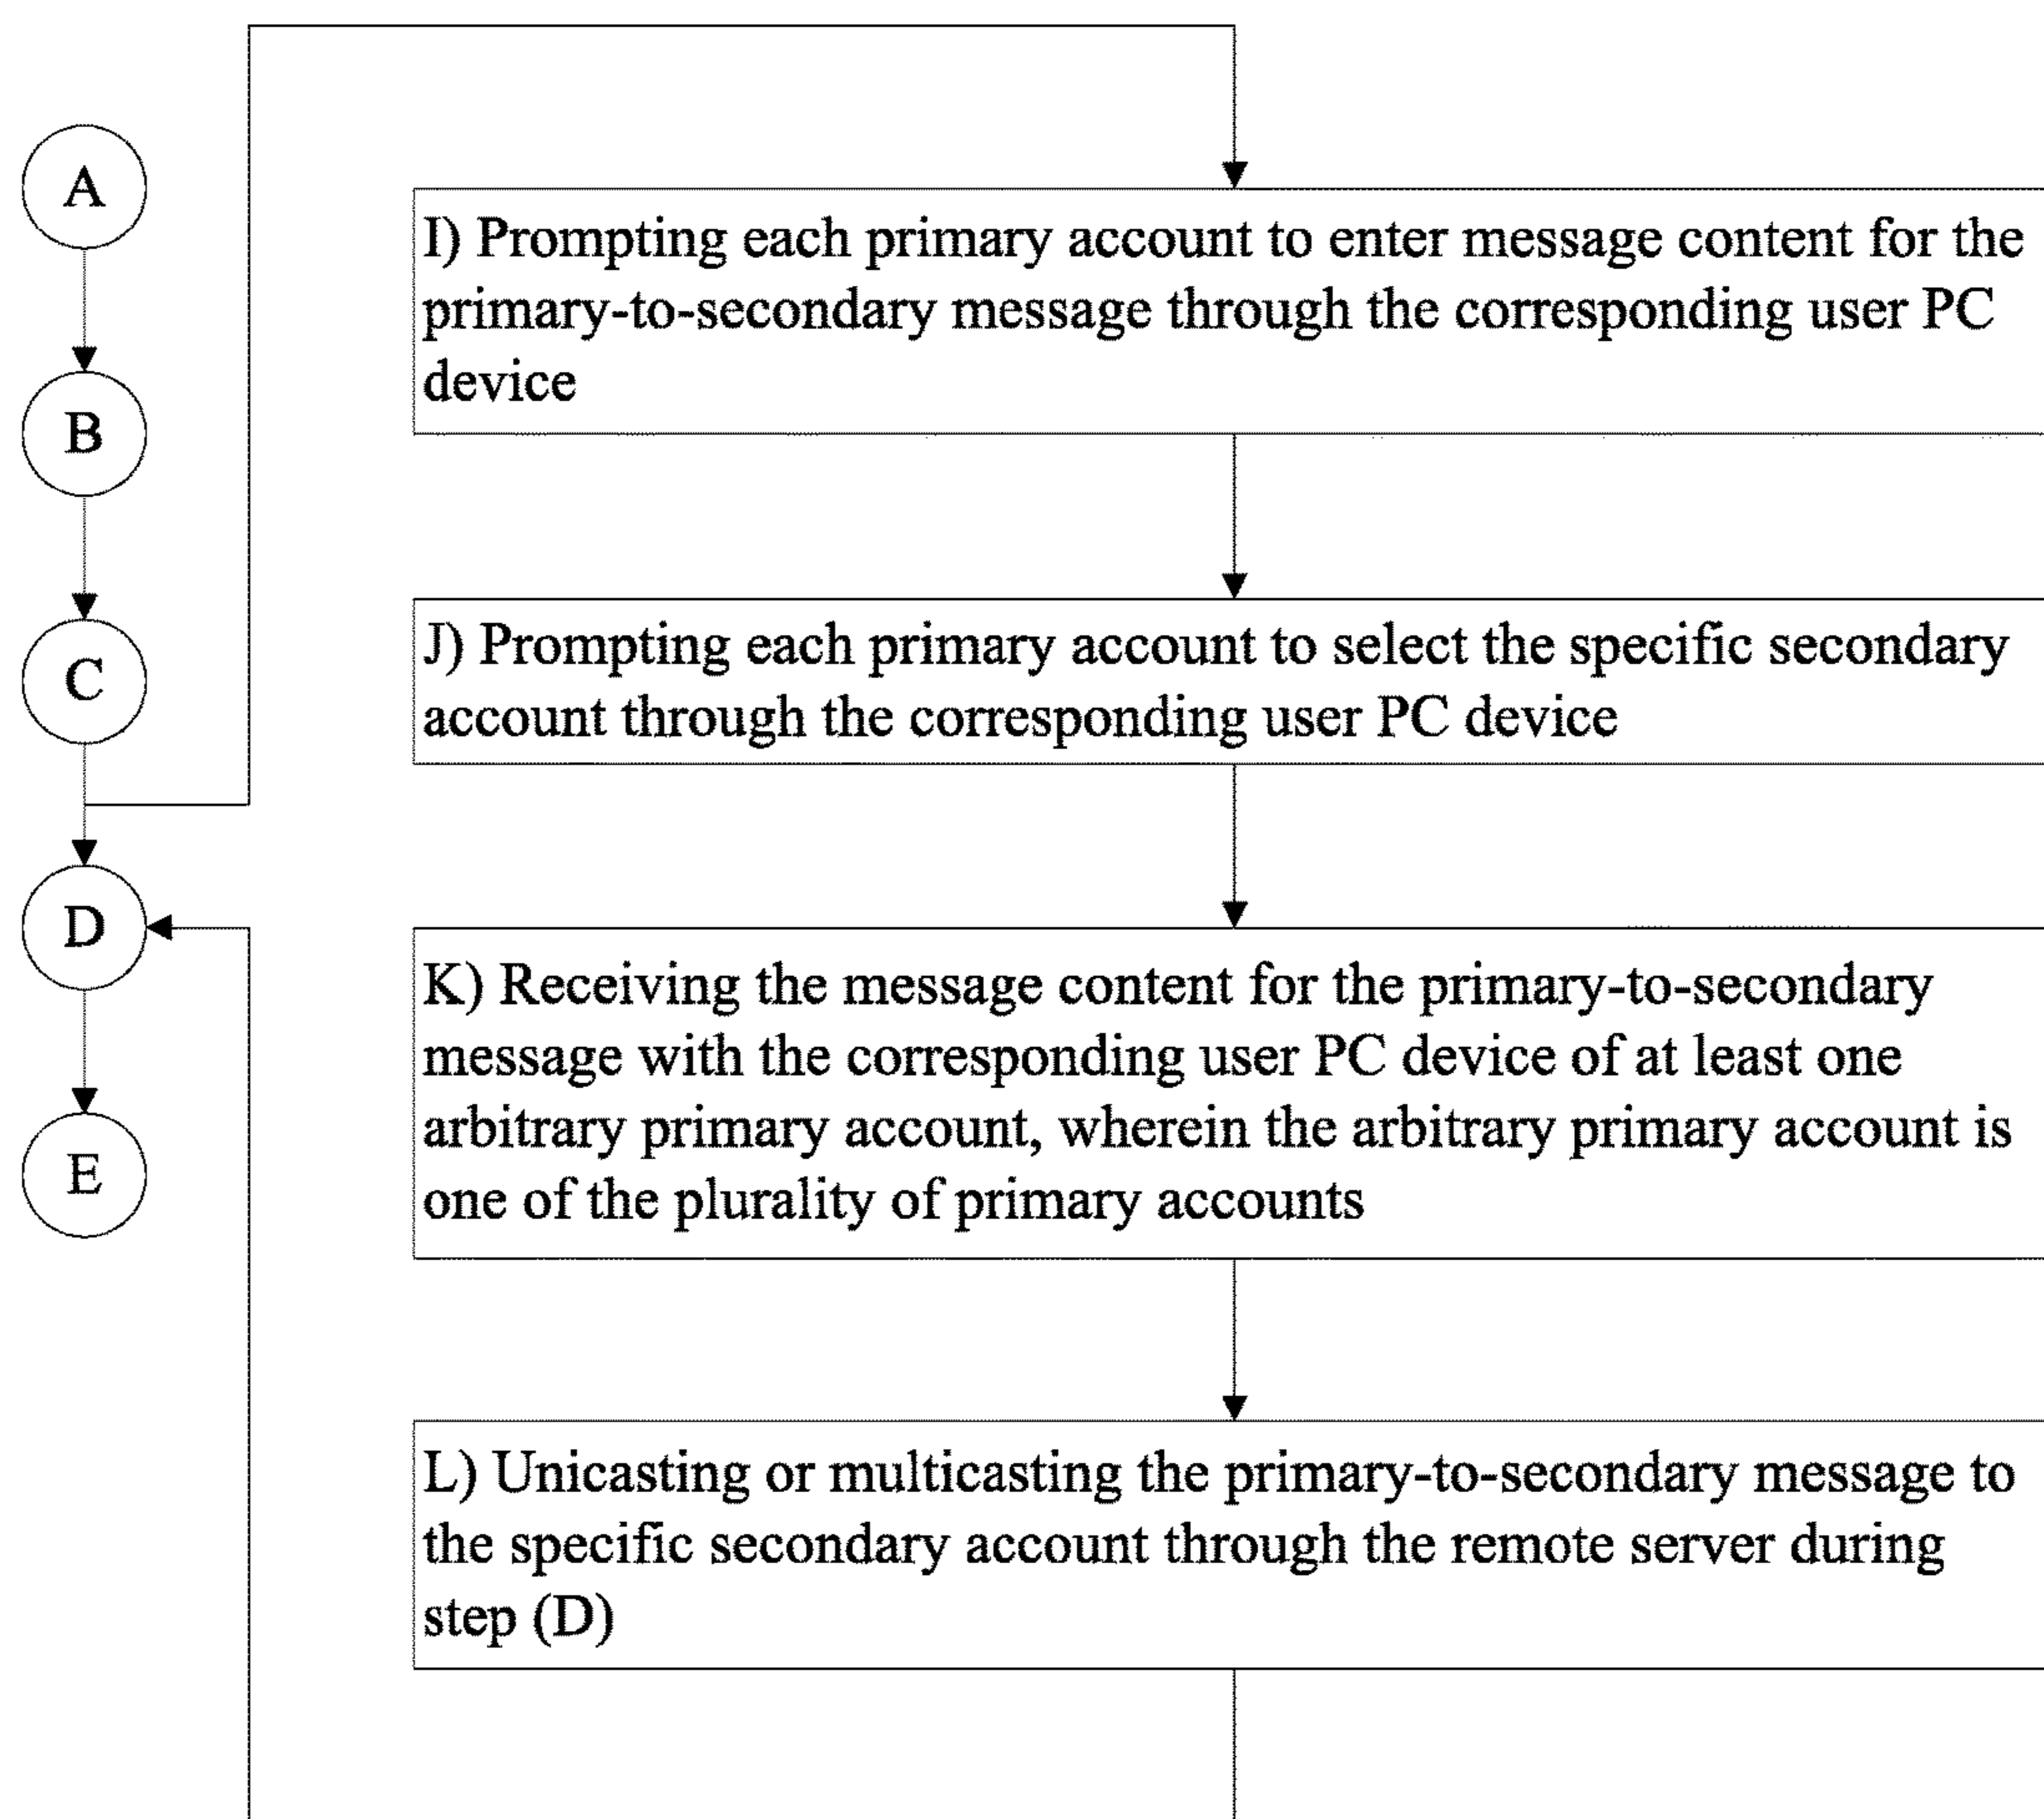 A
B
C
D
E
I) Prompting each primary account to enter message content for the
primary-to-secondary message through the corresponding user PC
device
J) Prompting each primary account to select the specific secondary
account through the corresponding user PC device
K) Receiving the message content for the primary-to-secondary
message with the corresponding user PC device of at least one
arbitrary primary account, wherein the arbitrary primary account is
one of the plurality of primary accounts
L) Unicasting or multicasting the primary-to-secondary message to
the specific secondary account through the remote server during
step (D)